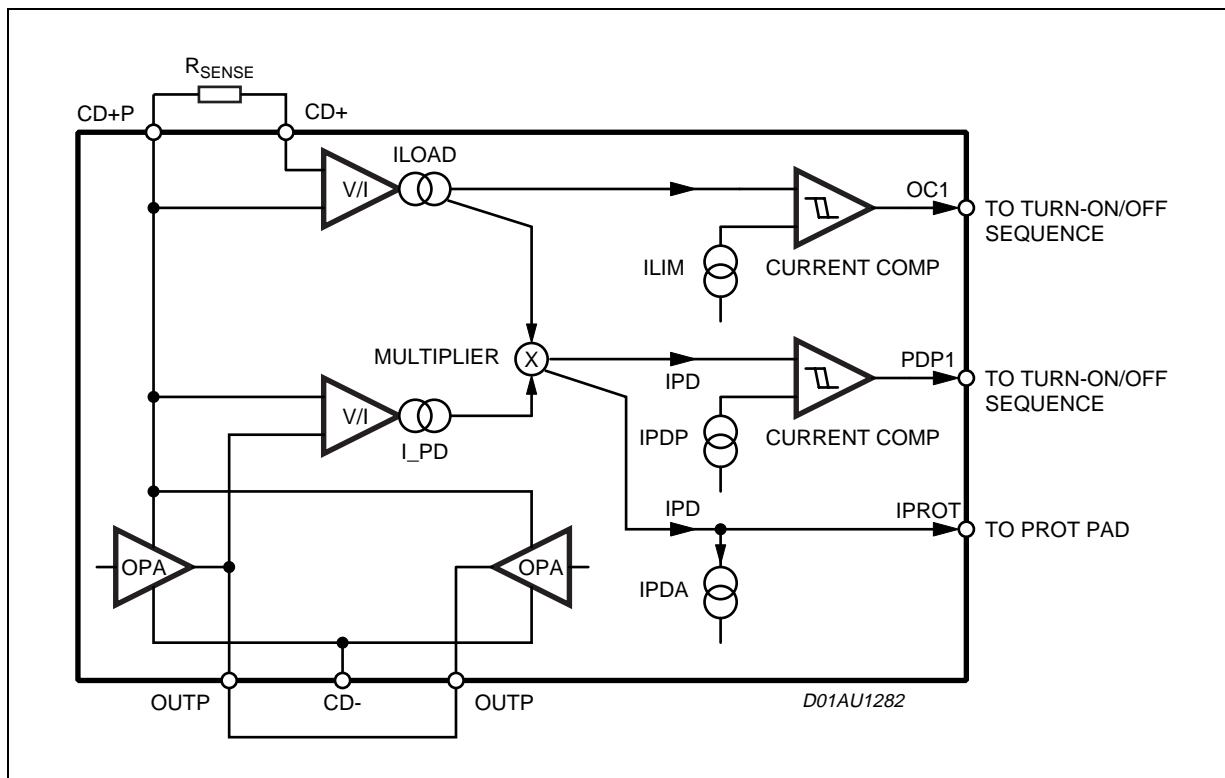 RSENSE
CD+P
CD+
ILOAD
V/I
OC1
TO TURN-ON/OFF
SEQUENCE
ILIM
CURRENT COMP
MULTIPLIER
X
IPD
PDP1
TO TURN-ON/OFF
SEQUENCE
V/I
I_PD
IPDP
CURRENT COMP
IPD
IPROT
TO PROT PAD
OPA
OPA
IPDA
OUTP
CD-
OUTP
D01AU1282